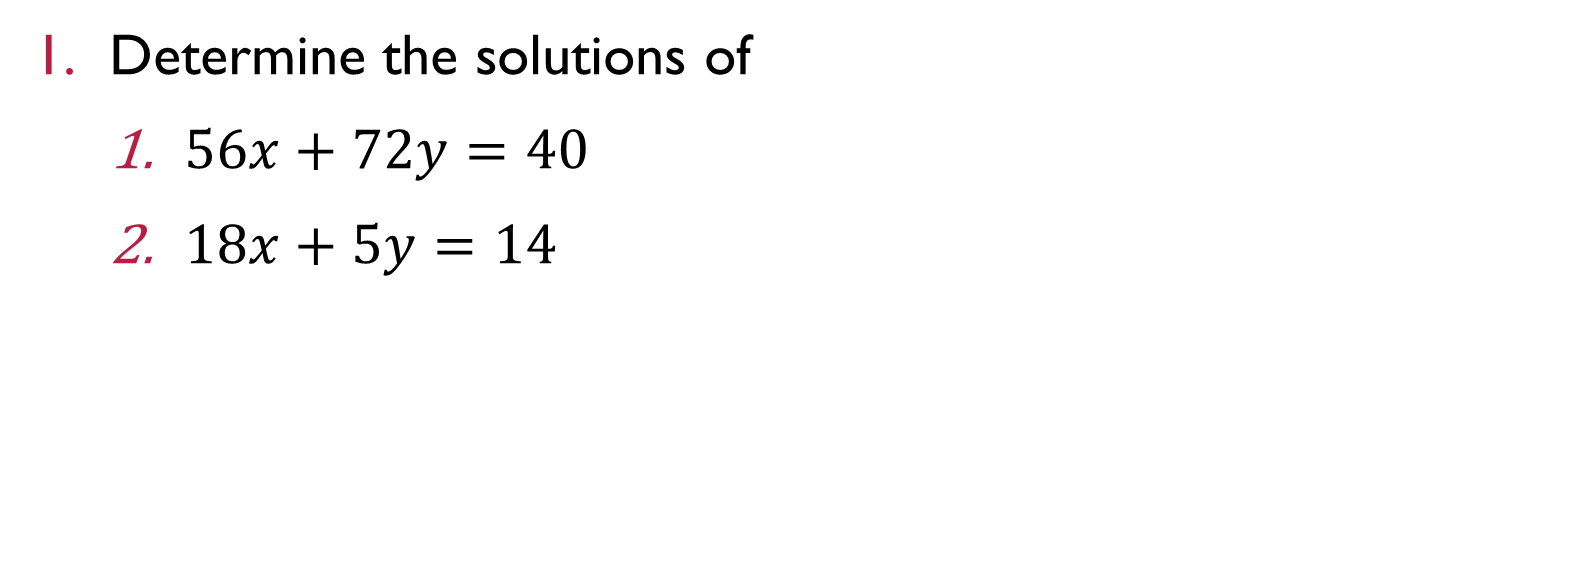 1. Determine the solutions of
1. 56x + 72y = 40
2. 18x + 5y = 14